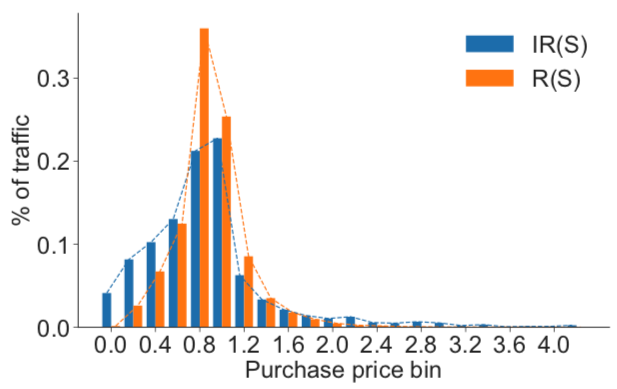 IR(S)
R(S)
0.3
0.2
0.1
0.0
% of traffic
0.0 0.4 0.8 1.2 1.6 2.0 2.4 2.8 3.2 3.6 4.0
Purchase price bin